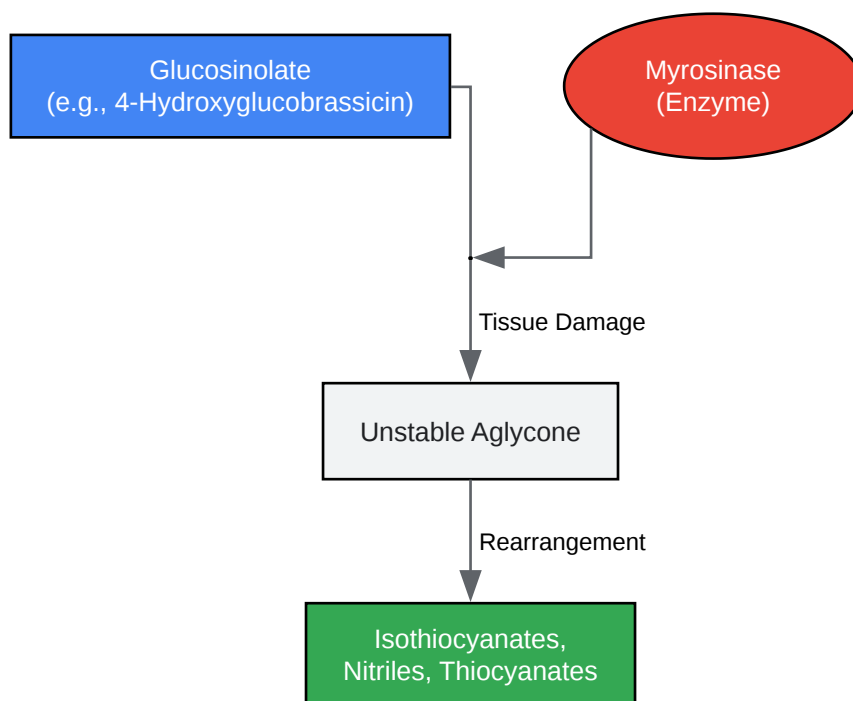 Glucosinolate
(e.g., 4-Hydroxyglucobrassicin)
Myrosinase
(Enzyme)
Tissue Damage
Unstable Aglycone
Rearrangement
Isothiocyanates,
Nitriles, Thiocyanates